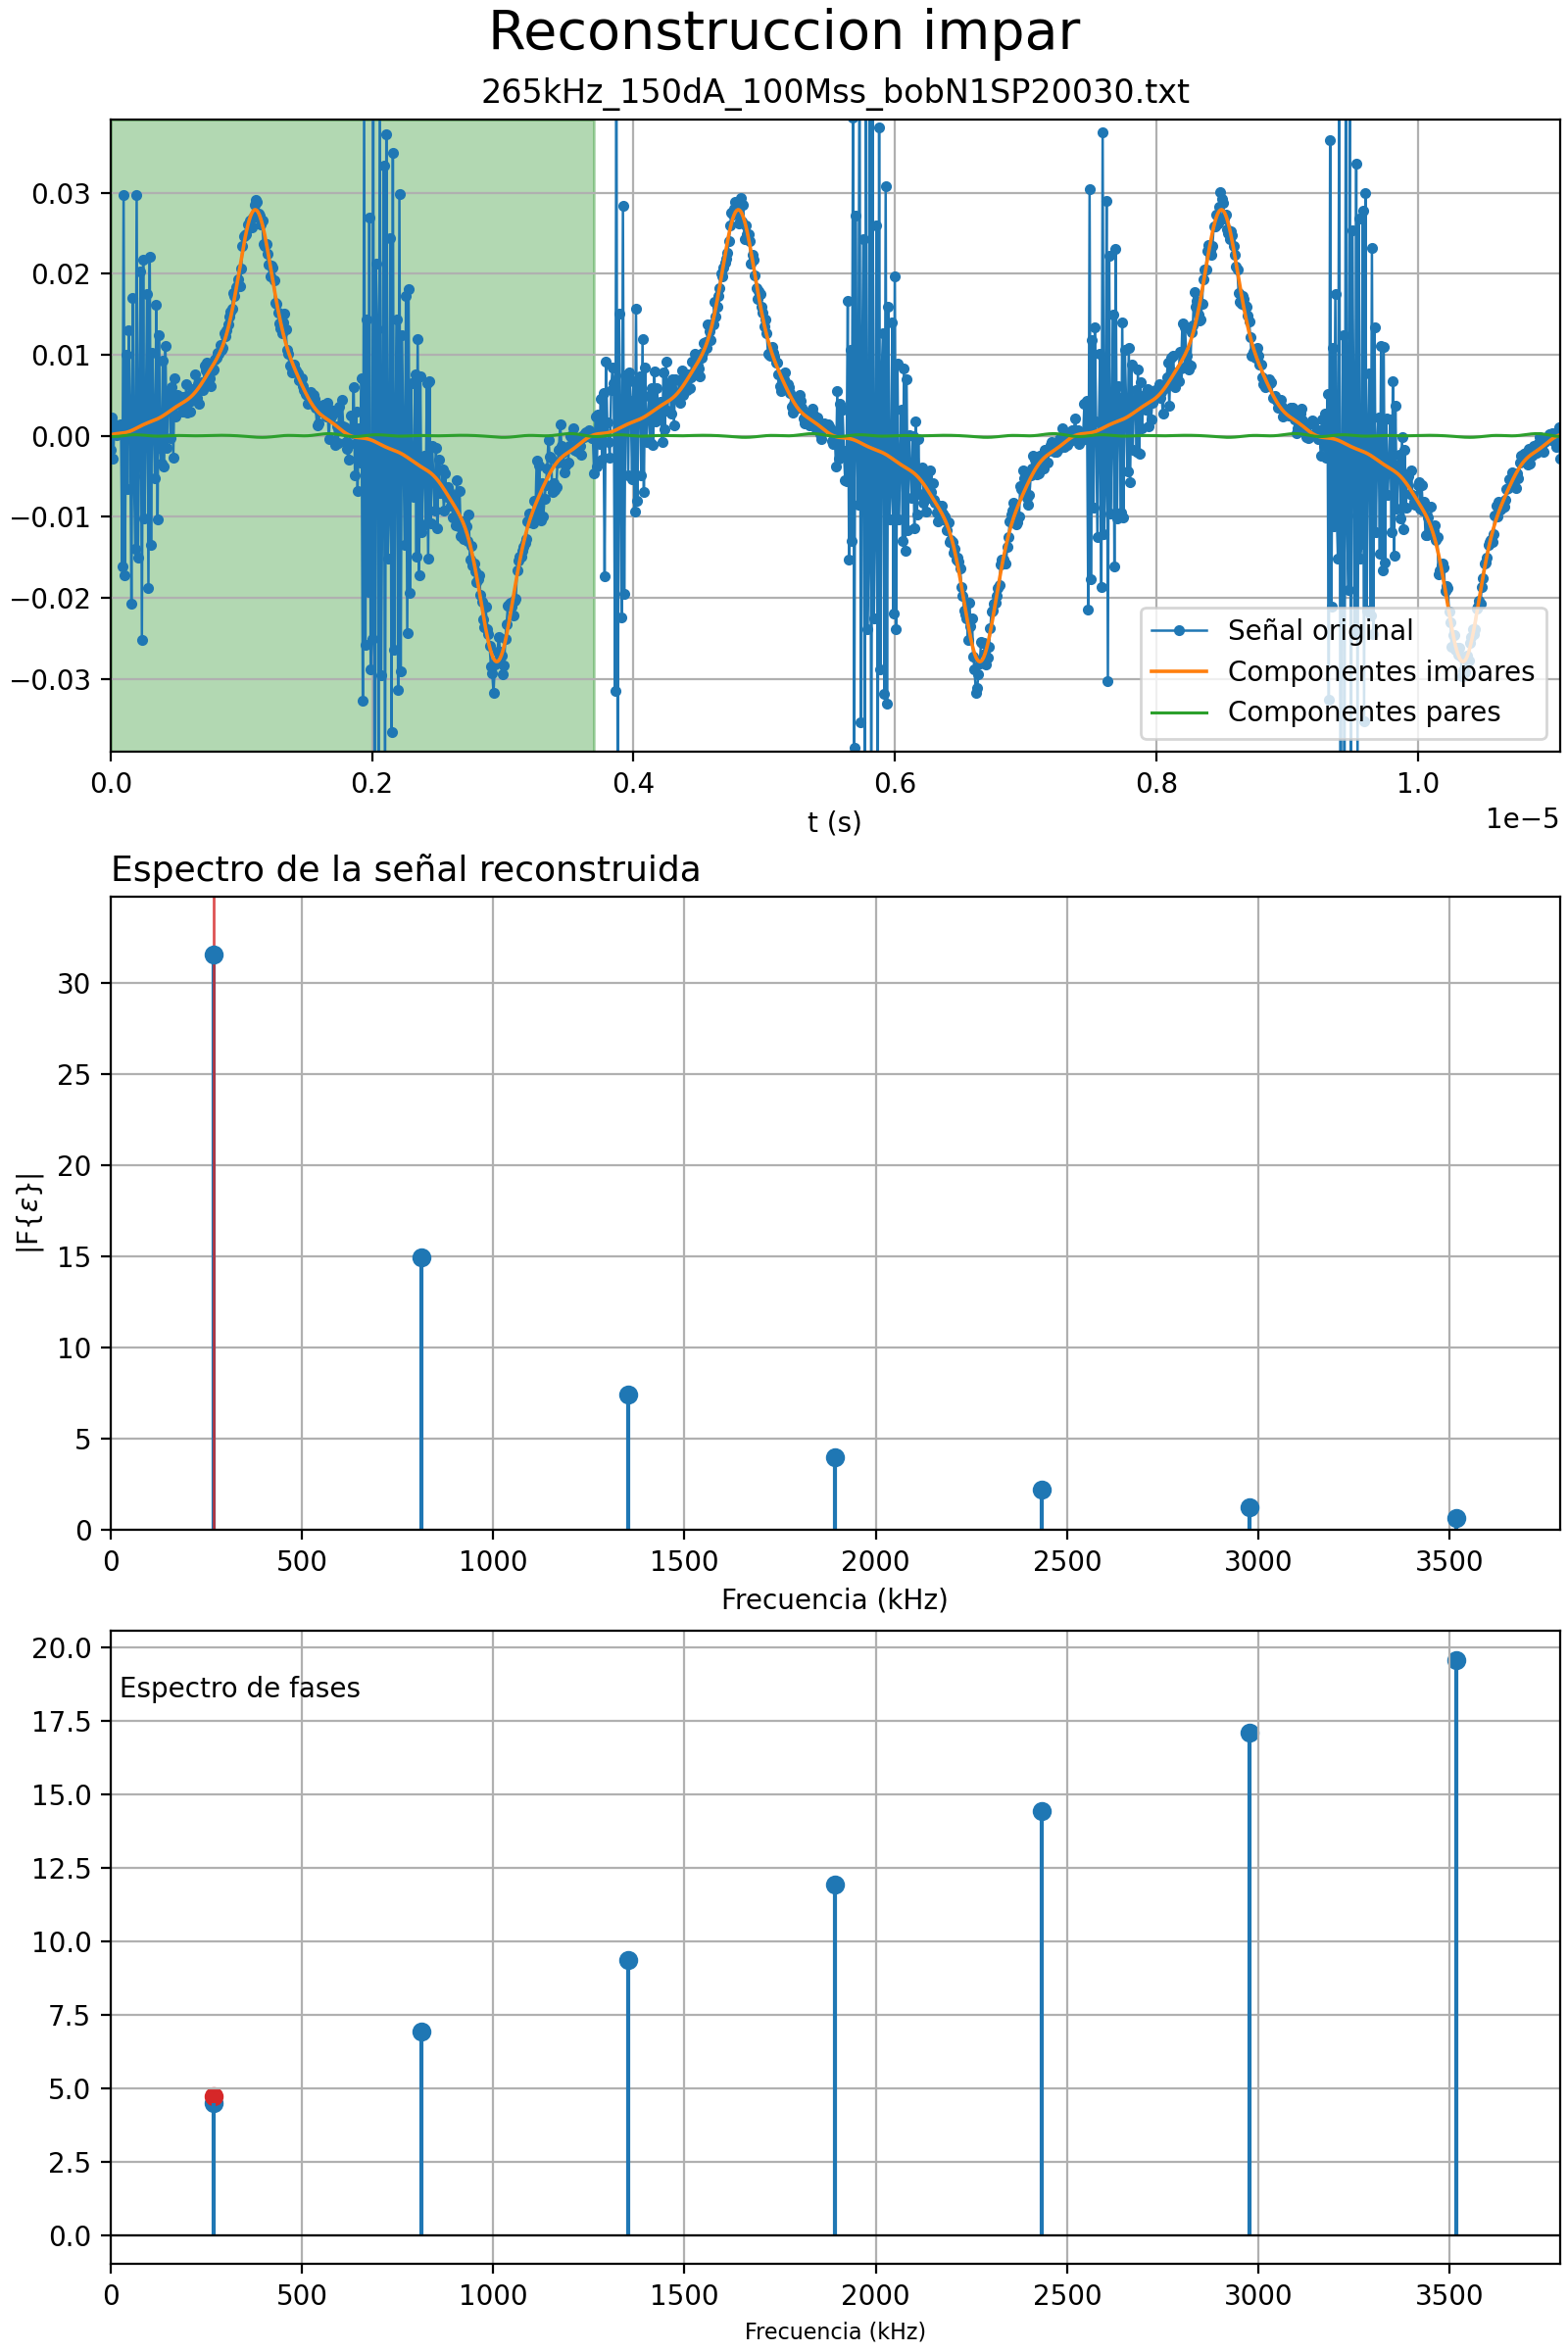 Reconstruccion impar
265kHz_150dA_100Mss_bobN1SP20030.txt
0.03
0.02
0.01
0.00
−0.01
−0.02
−0.03
Señal original
Componentes impares
Componentes pares
0.0 0.2 0.4 0.6 0.8 1.0
1e−5
t (s)
Espectro de la señal reconstruida
30
25
20
15
10
5
0
|F{ε}|
0 500 1000 1500 2000 2500 3000 3500
Frecuencia (kHz)
Espectro de fases
20.0
17.5
15.0
12.5
10.0
7.5
5.0
2.5
0.0
0 500 1000 1500 2000 2500 3000 3500
Frecuencia (kHz)